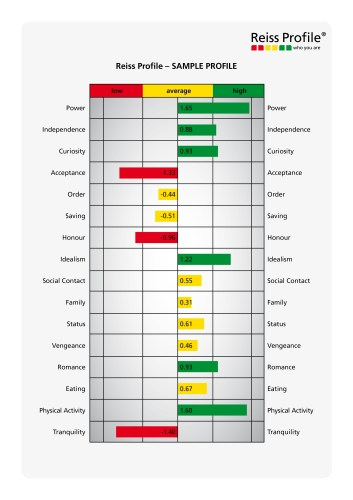 Reiss Profile®
who you are
Reiss Profile – SAMPLE PROFILE
low average high
Power 1.65 Power
Independence 0.88 Independence
Curiosity 0.93 Curiosity
Acceptance -1.33 Acceptance
Order -0.44 Order
Saving -0.51 Saving
Honour -0.96 Honour
Idealism 1.22 Idealism
Social Contact 0.55 Social Contact
Family 0.31 Family
Status 0.61 Status
Vengeance 0.46 Vengeance
Romance 0.93 Romance
Eating 0.67 Eating
Physical Activity 1.60 Physical Activity
Tranquility -1.40 Tranquility